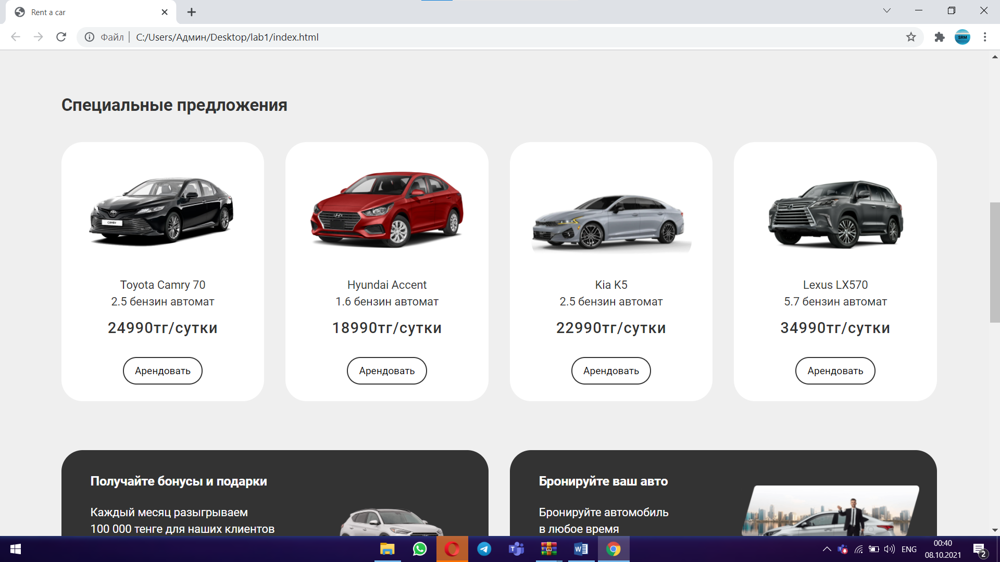 Rent a car
Файл
C:/Users/Админ/Desktop/lab1/index.html
SRM
Специальные предложения
CAMRY
Toyota Camry 70
2.5 бензин автомат
24990тг/сутки
Арендовать
Hyundai Accent
1.6 бензин автомат
18990тг/сутки
Арендовать
Kia K5
2.5 бензин автомат
22990тг/сутки
Арендовать
Lexus LX570
5.7 бензин автомат
34990тг/сутки
Арендовать
Получайте бонусы и подарки
Каждый месяц разыгрываем
100 000 тенге для наших клиентов
Бронируйте ваш авто
Бронируйте автомобиль
в любое время
ENG
00:40
08.10.2021
2